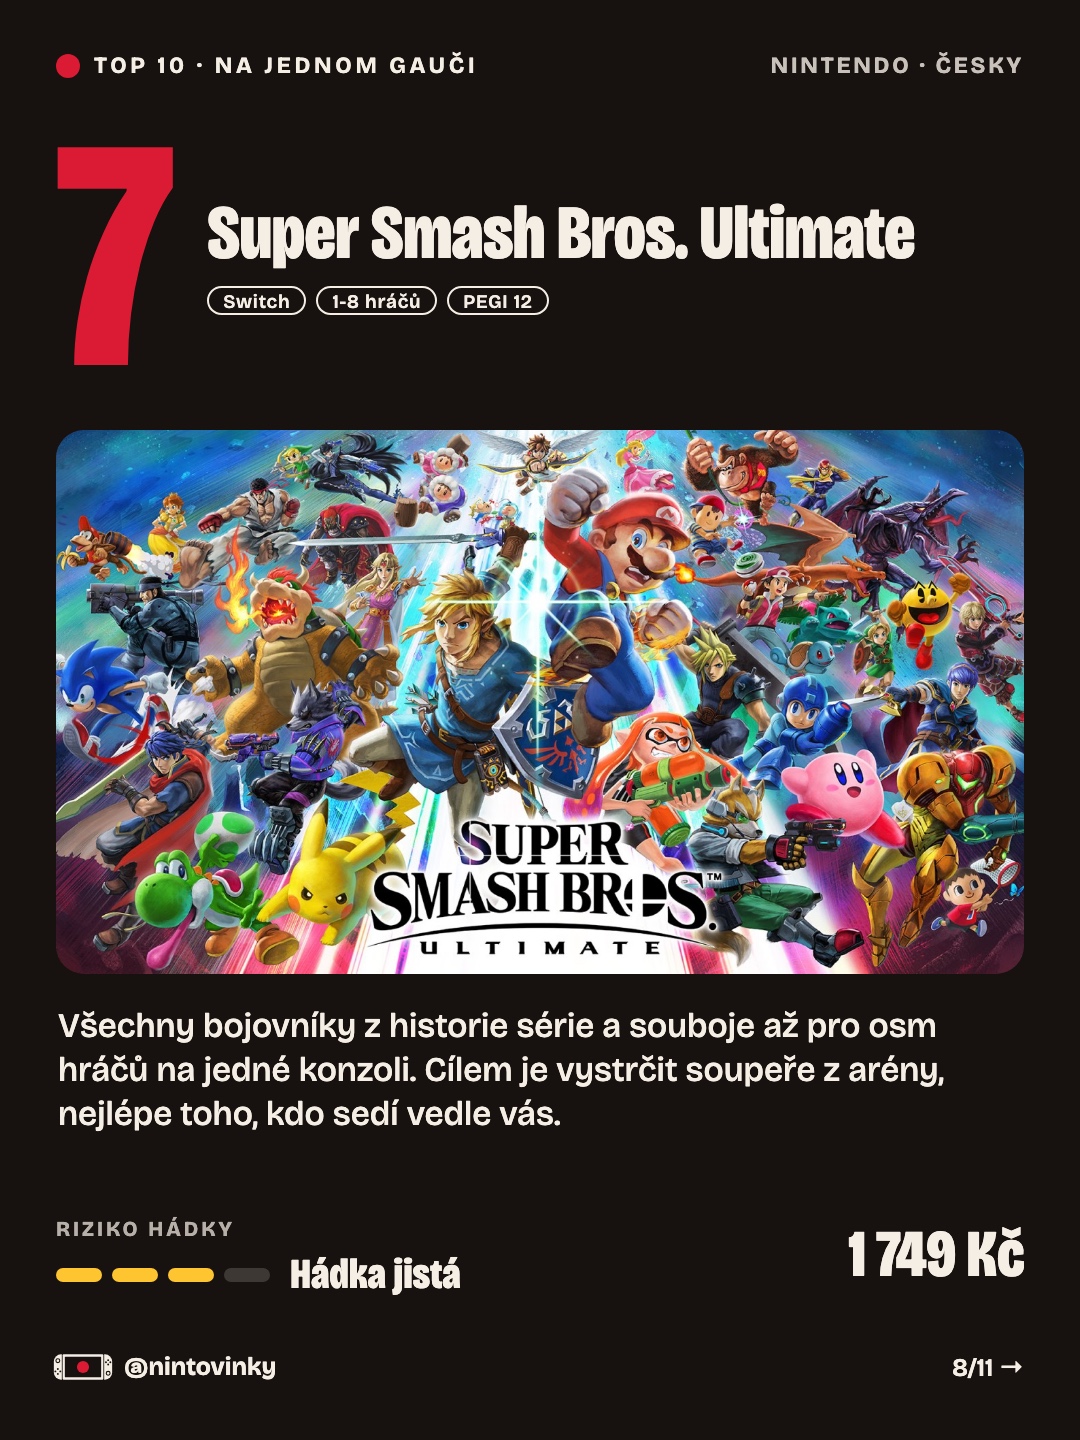 TOP 10 · NA JEDNOM GAUČI
NINTENDO · ČESKY
7
Super Smash Bros. Ultimate
Switch
1-8 hráčů
PEGI 12
SUPER
SMASH BROS.™
ULTIMATE
Všechny bojovníky z historie série a souboje až pro osm
hráčů na jedné konzoli. Cílem je vystrčit soupeře z arény,
nejlépe toho, kdo sedí vedle vás.
RIZIKO HÁDKY
Hádka jistá
1 749 Kč
@nintovinky
8/11 →